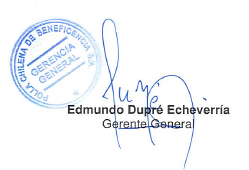 POLLA CHILENA DE BENEFICENCIA S.A.
GERENCIA
GENERAL
Edmundo Dupré Echeverría
Gerente General